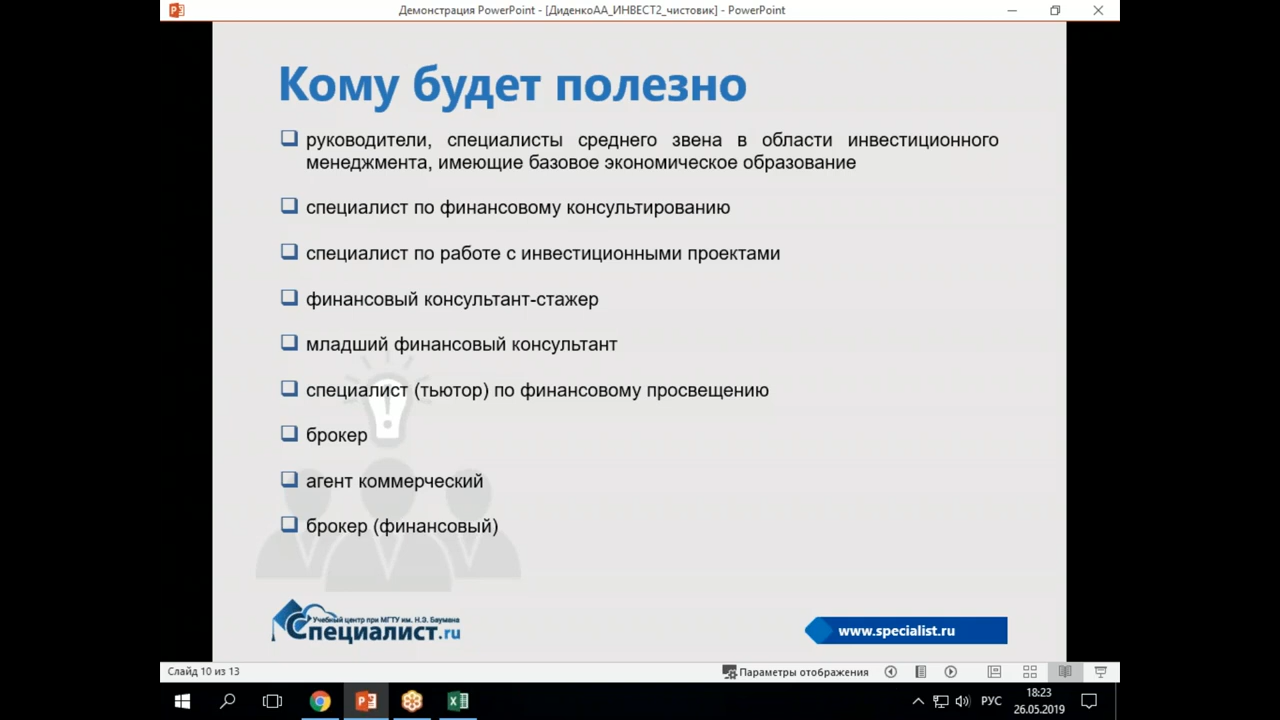 Демонстрация PowerPoint - [ДиденкоАА_ИНВЕСТ2_чистовик] - PowerPoint
Кому будет полезно
руководители, специалисты среднего звена в области инвестиционного
менеджмента, имеющие базовое экономическое образование
специалист по финансовому консультированию
специалист по работе с инвестиционными проектами
финансовый консультант-стажер
младший финансовый консультант
специалист (тьютор) по финансовому просвещению
брокер
агент коммерческий
брокер (финансовый)
Учебный центр при МГТУ им. Н.Э. Баумана
Специалист.ru
www.specialist.ru
Слайд 10 из 13
Параметры отображения
РУС
18:23
26.05.2019